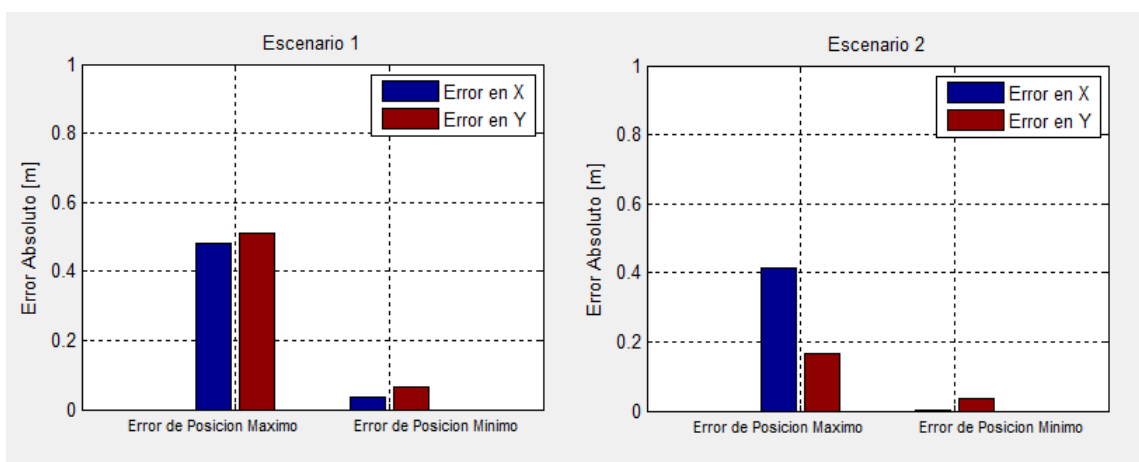 Escenario 1
1
0.8
0.6
0.4
0.2
0
Error Absoluto [m]
Error en X
Error en Y
Error de Posicion Maximo
Error de Posicion Minimo
Escenario 2
1
0.8
0.6
0.4
0.2
0
Error Absoluto [m]
Error en X
Error en Y
Error de Posicion Maximo
Error de Posicion Minimo